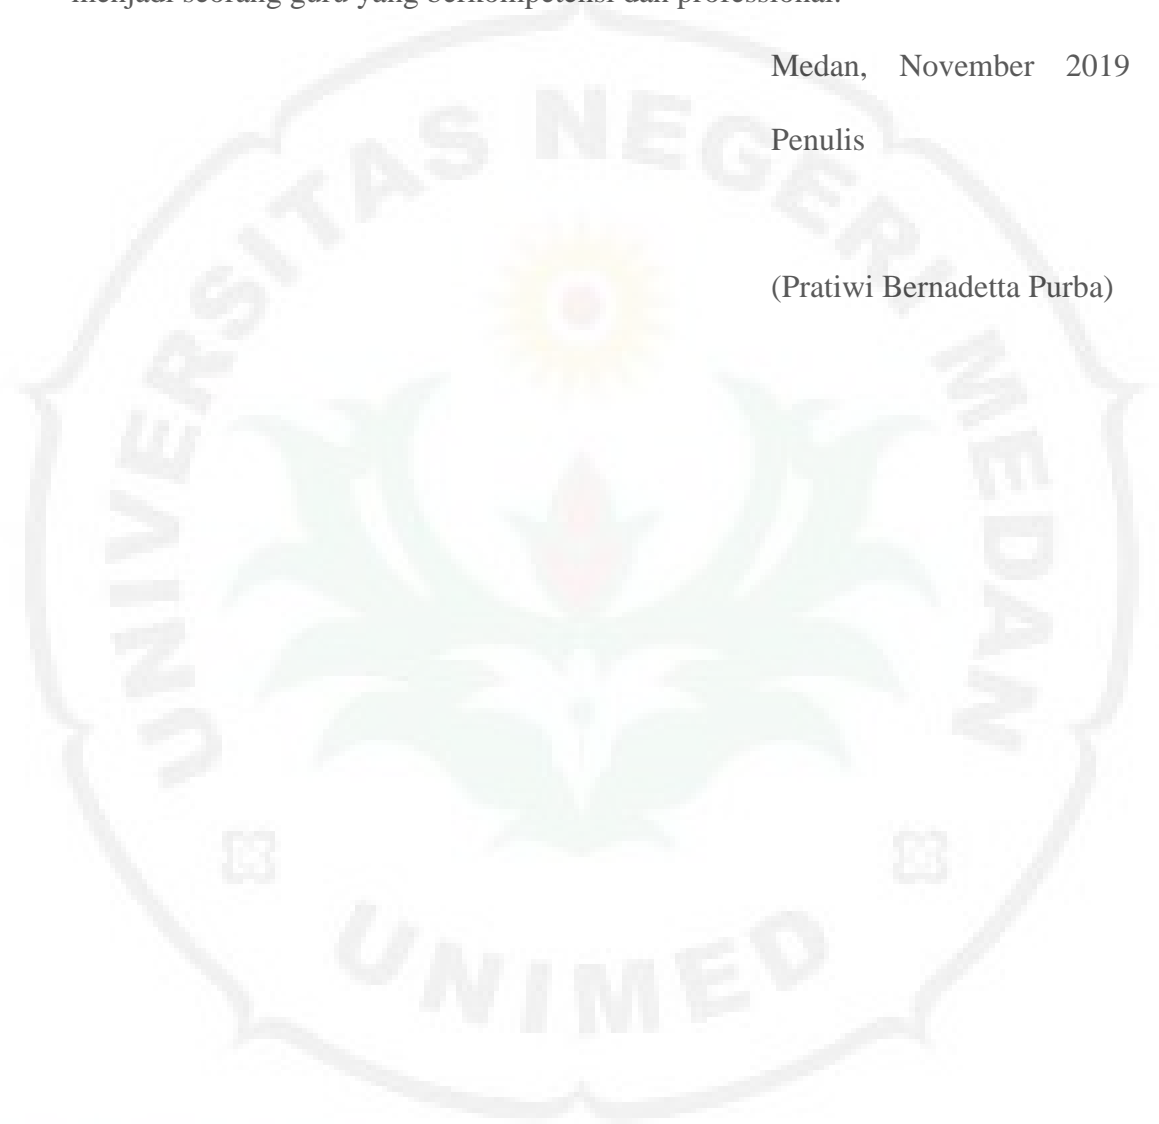 menjadi seorang guru yang berkompetensi dan professional.
Medan, November 2019
Penulis
(Pratiwi Bernadetta Purba)
UNIVERSITAS NEGERI MEDAN
UNIMED